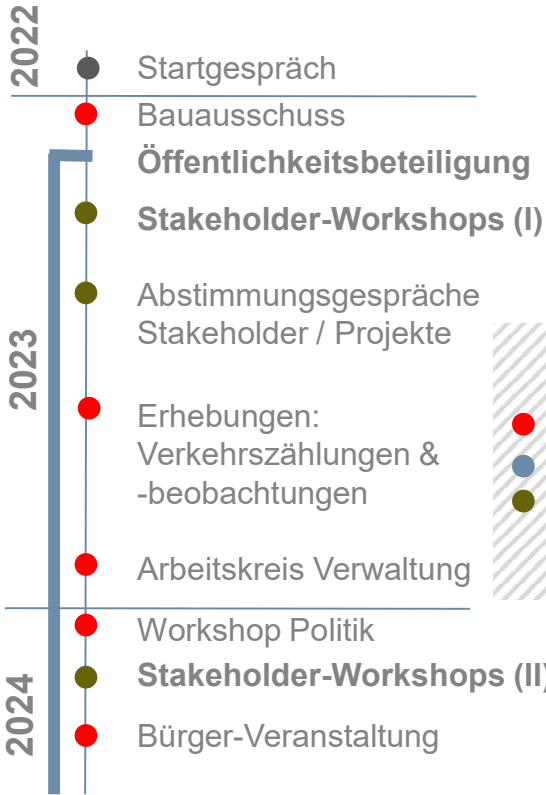 2022
Startgespräch
Bauausschuss
Öffentlichkeitsbeteiligung
Stakeholder-Workshops (I)
2023
Abstimmungsgespräche
Stakeholder / Projekte
Erhebungen:
Verkehrszählungen &
-beobachtungen
Arbeitskreis Verwaltung
2024
Workshop Politik
Stakeholder-Workshops (II)
Bürger-Veranstaltung